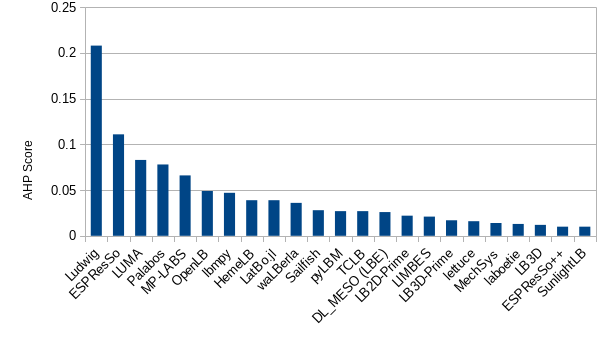 0.25
0.2
0.15
0.1
0.05
0
AHP Score
Ludwig
ESPResSo
LUMA
Palabos
MP-LABS
OpenLB
lbmpy
HemeLB
LatBo.jl
waLBerla
Sailfish
pyLBM
TCLB
DL_MESO (LBE)
LB2D-Prime
LIMBES
LB3D-Prime
lettuce
MechSys
laboetie
LB3D
ESPResSo++
SunlightLB